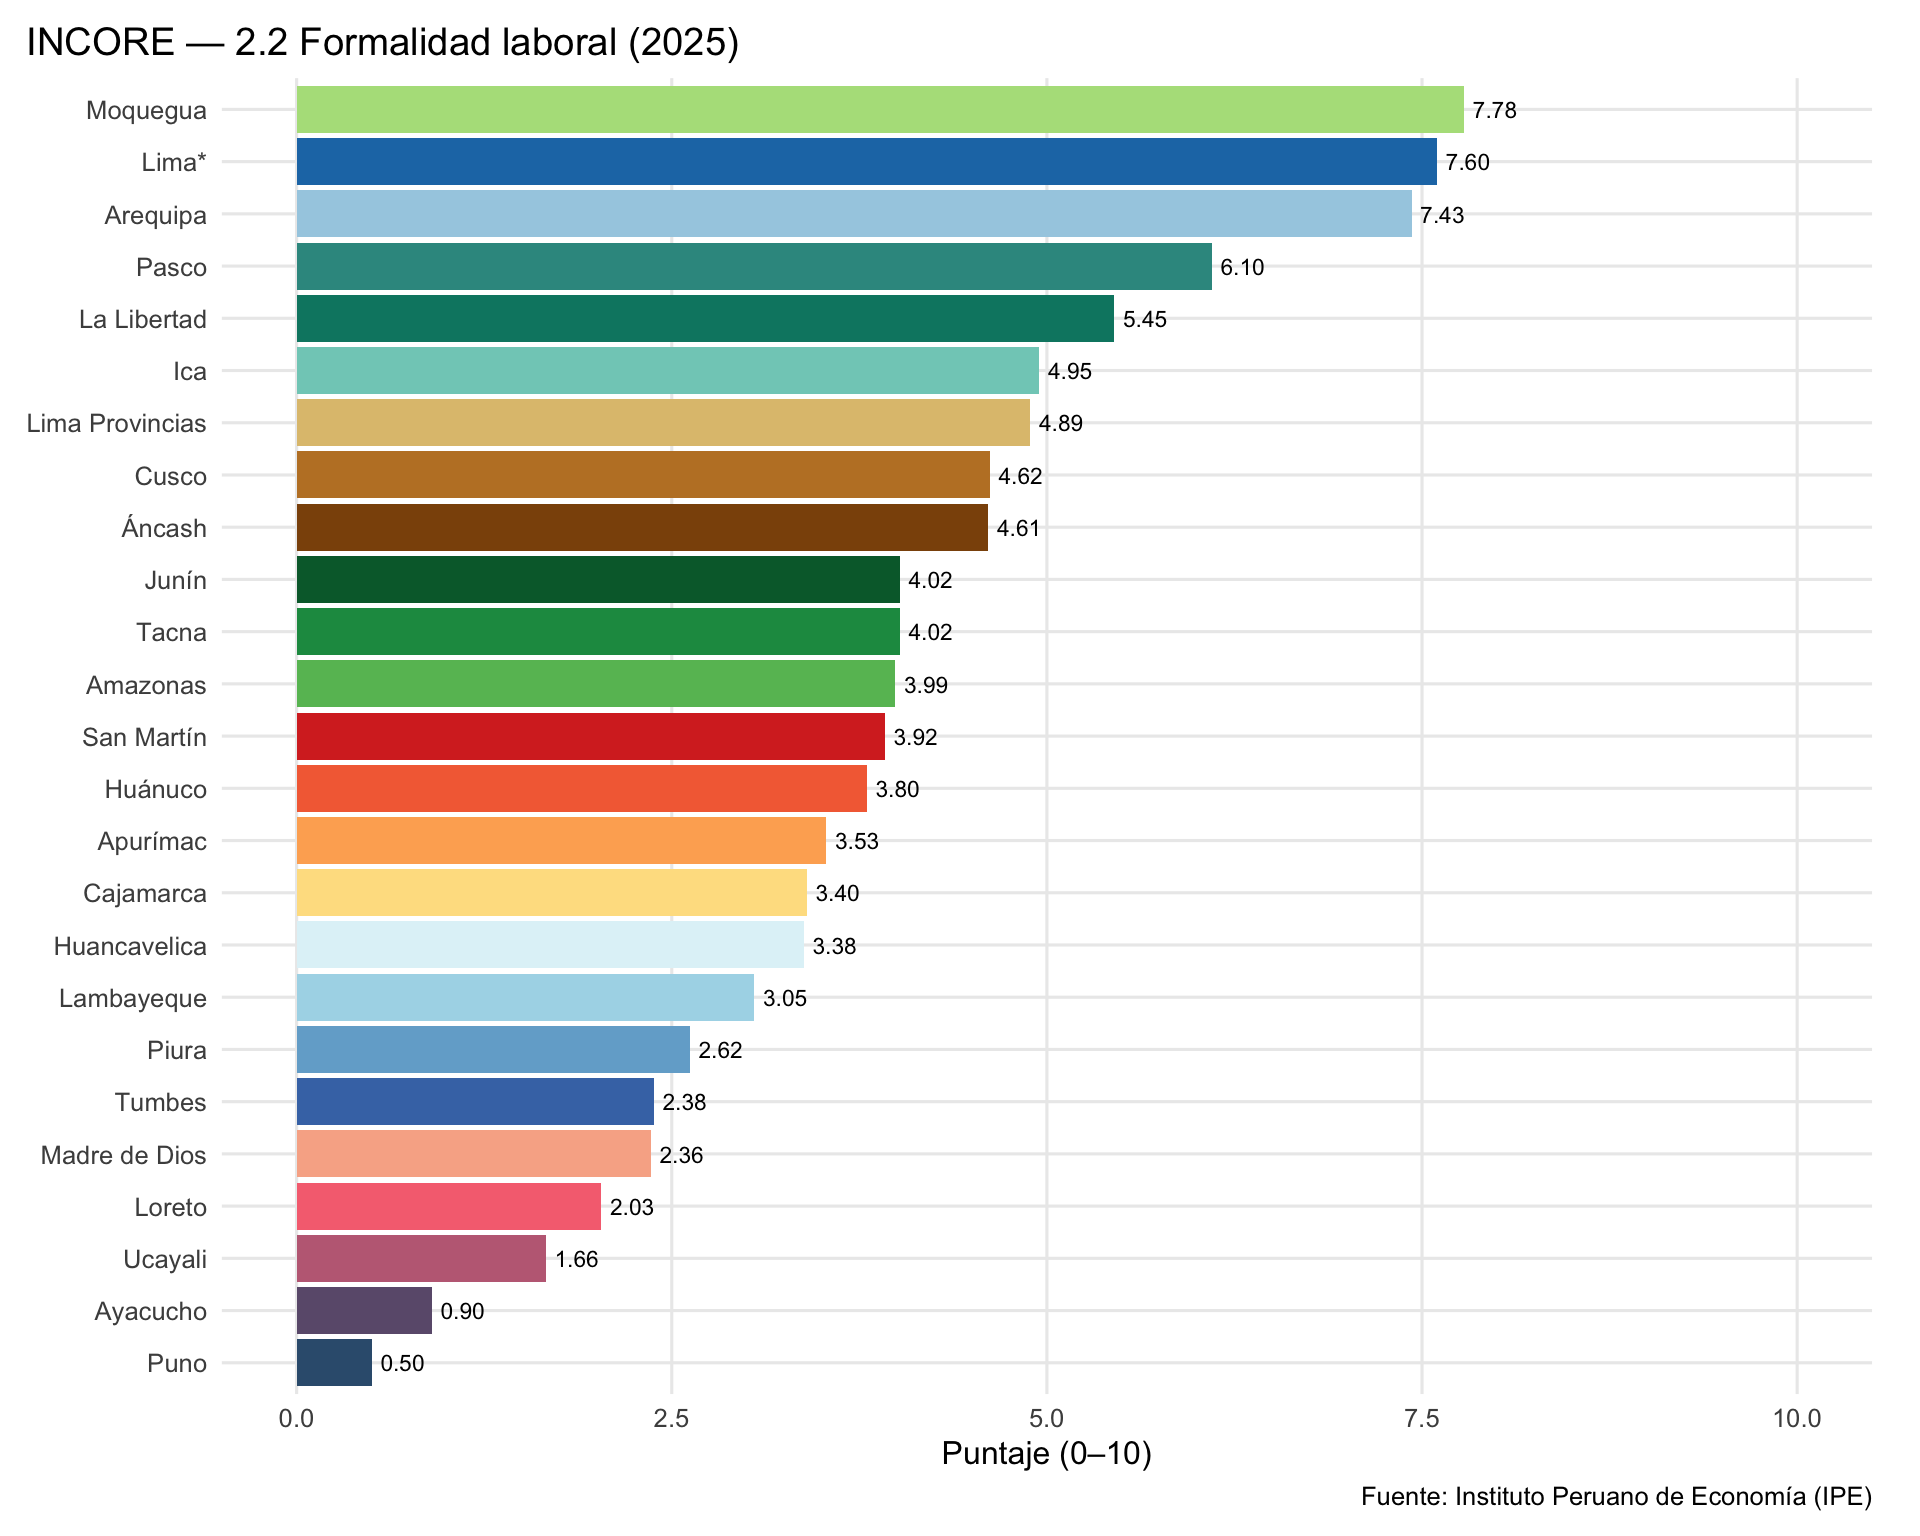 INCORE — 2.2 Formalidad laboral (2025)
Moquegua 7.78
Lima* 7.60
Arequipa 7.43
Pasco 6.10
La Libertad 5.45
Ica 4.95
Lima Provincias 4.89
Cusco 4.62
Áncash 4.61
Junín 4.02
Tacna 4.02
Amazonas 3.99
San Martín 3.92
Huánuco 3.80
Apurímac 3.53
Cajamarca 3.40
Huancavelica 3.38
Lambayeque 3.05
Piura 2.62
Tumbes 2.38
Madre de Dios 2.36
Loreto 2.03
Ucayali 1.66
Ayacucho 0.90
Puno 0.50
0.0 2.5 5.0 7.5 10.0
Puntaje (0–10)
Fuente: Instituto Peruano de Economía (IPE)